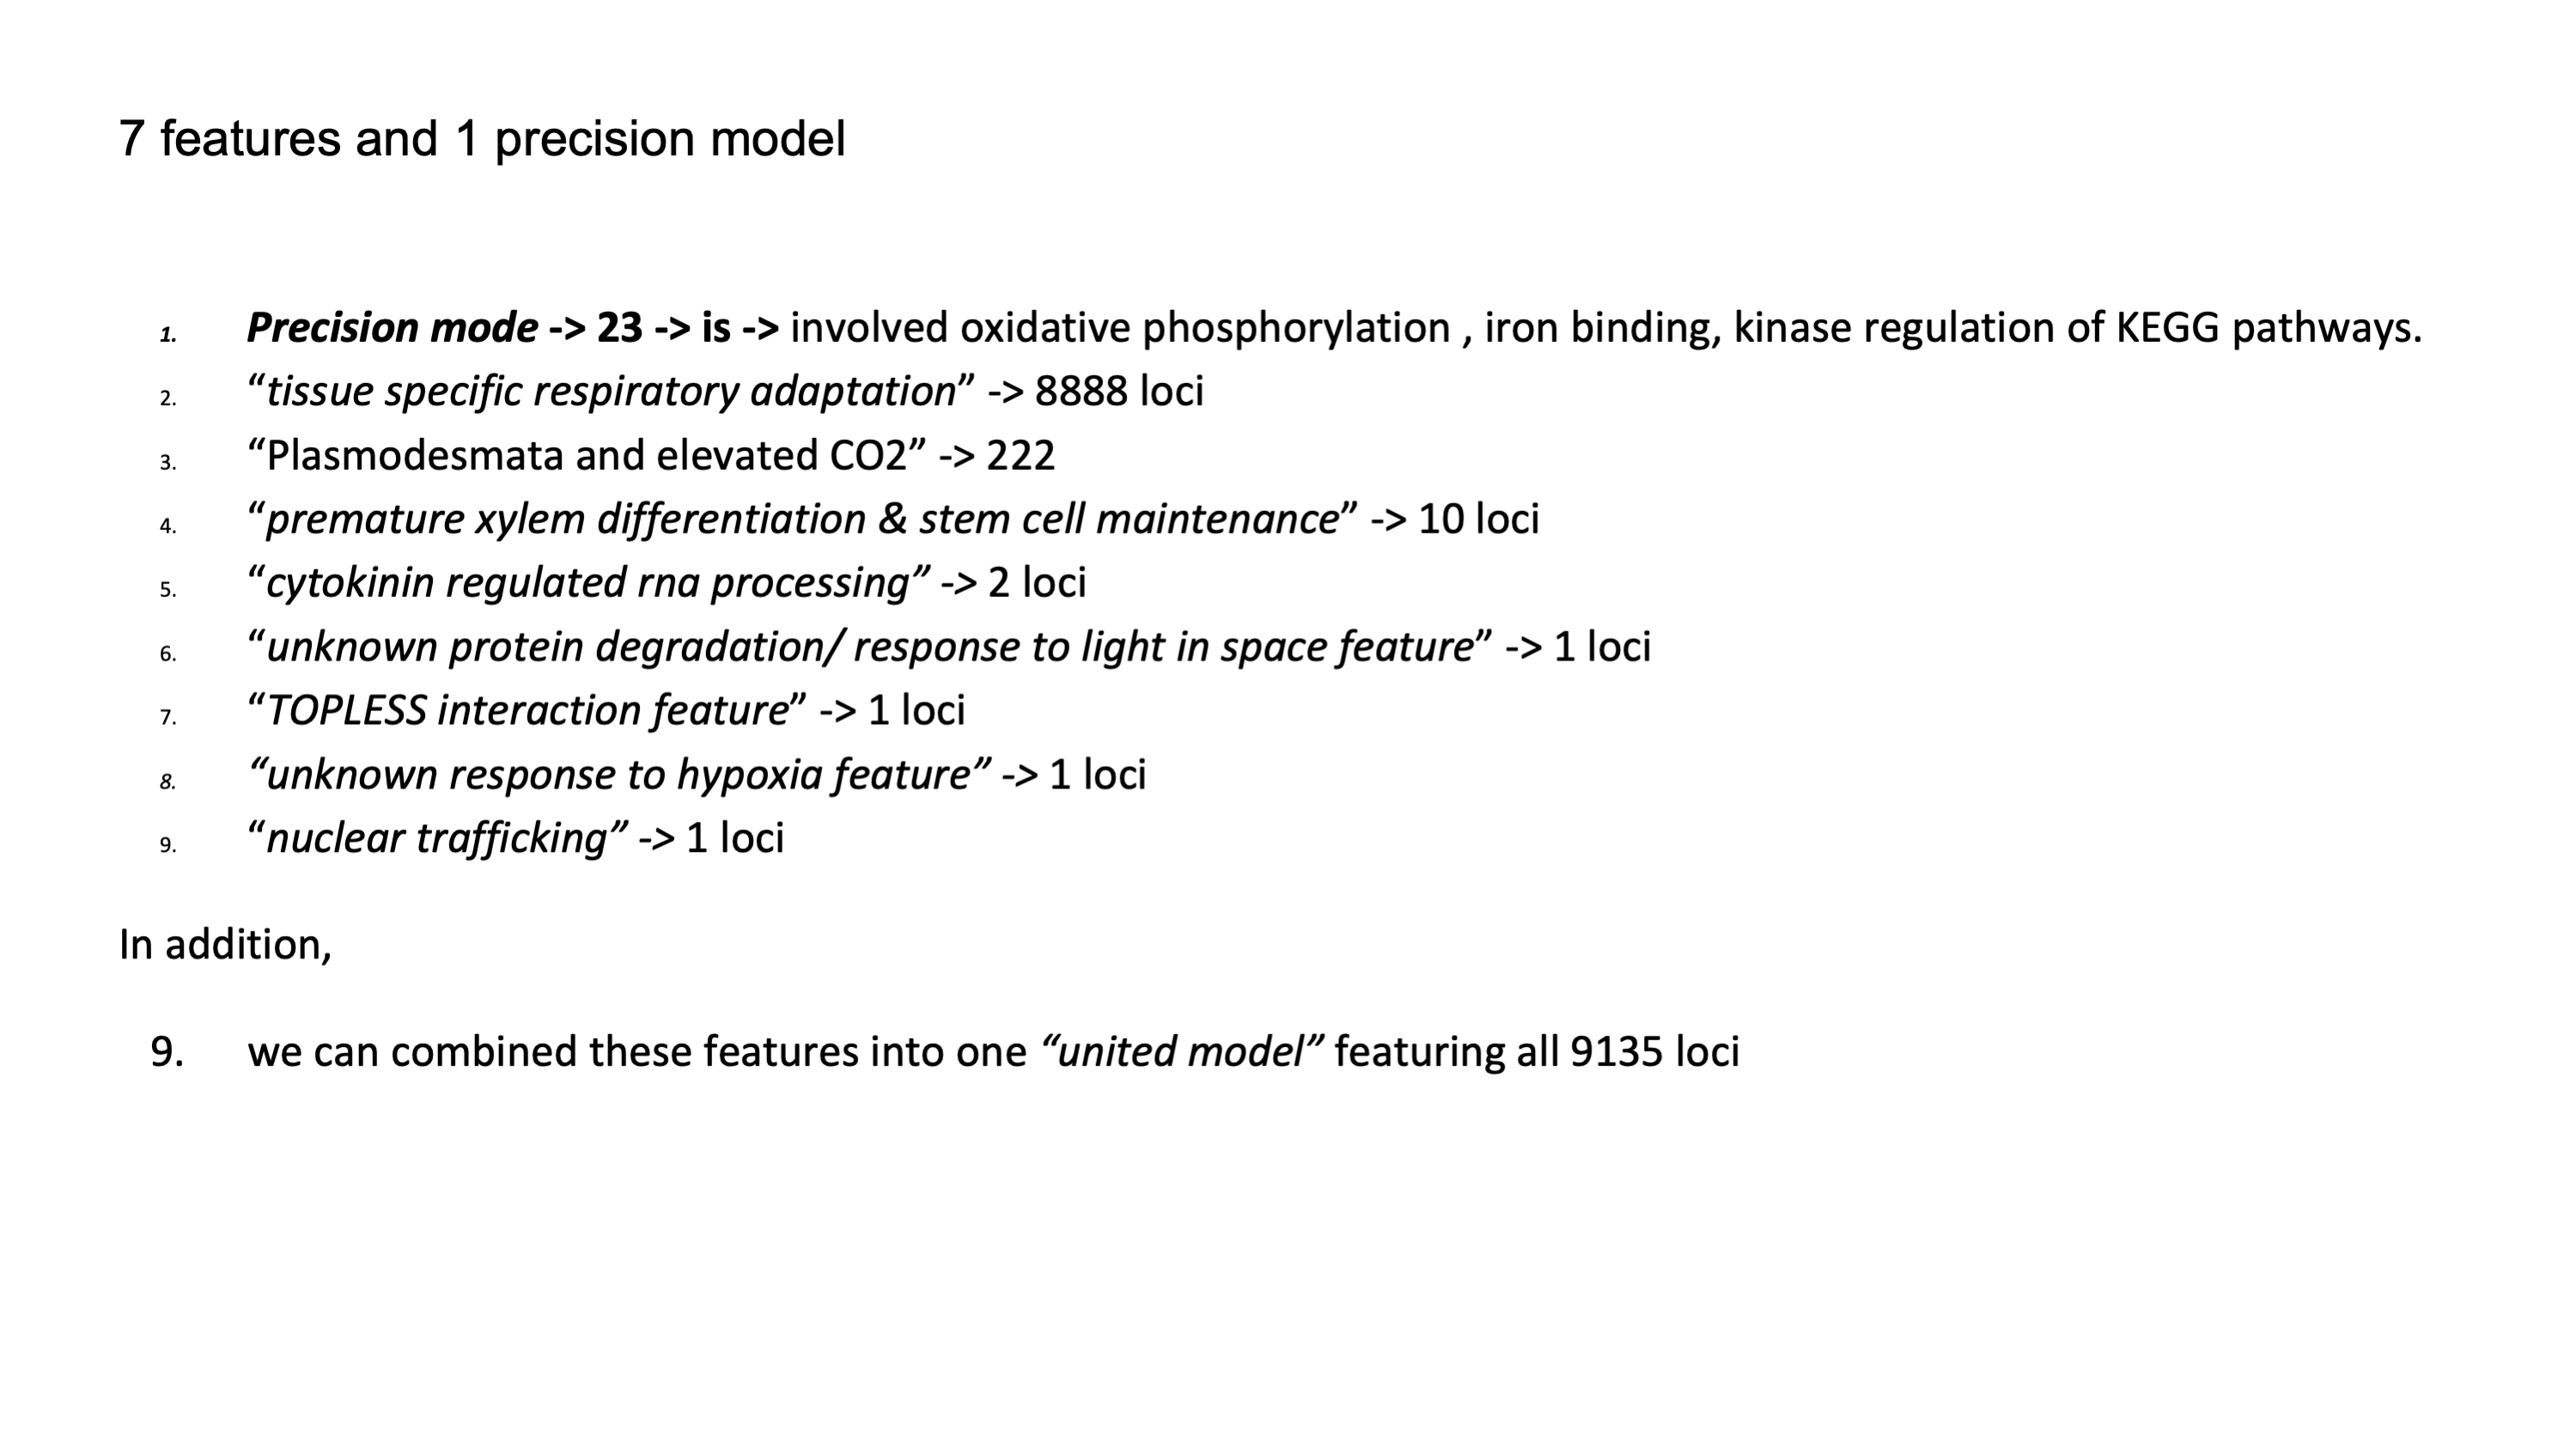 7 features and 1 precision model
1. Precision mode -> 23 -> is -> involved oxidative phosphorylation , iron binding, kinase regulation of KEGG pathways.
2. “tissue specific respiratory adaptation” -> 8888 loci
3. “Plasmodesmata and elevated CO2” -> 222
4. “premature xylem differentiation & stem cell maintenance” -> 10 loci
5. “cytokinin regulated rna processing” -> 2 loci
6. “unknown protein degradation/ response to light in space feature” -> 1 loci
7. “TOPLESS interaction feature” -> 1 loci
8. “unknown response to hypoxia feature” -> 1 loci
9. “nuclear trafficking” -> 1 loci
In addition,
9. we can combined these features into one “united model” featuring all 9135 loci